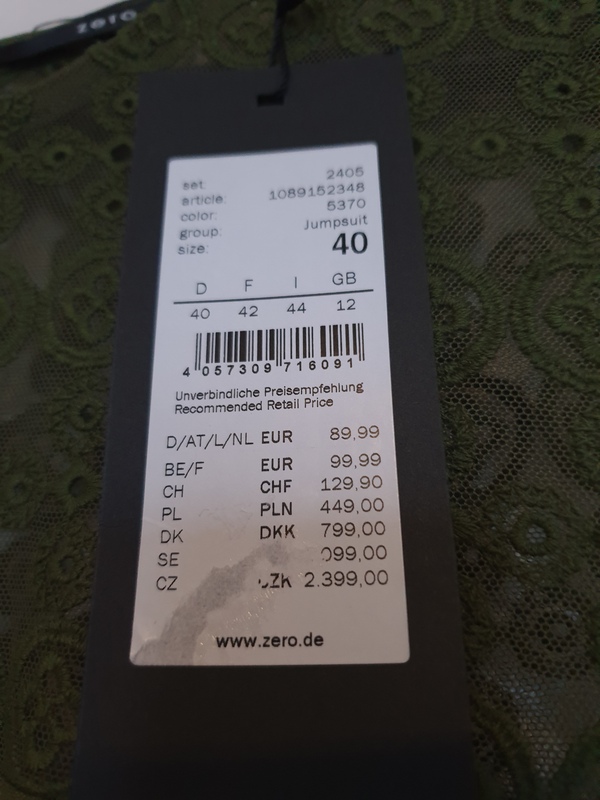 zero
set: 2405
article: 1089152348
color: 5370
group: Jumpsuit
size: 40
D F I GB
40 42 44 12
4 057309 716091
Unverbindliche Preisempfehlung
Recommended Retail Price
D/AT/L/NL EUR 89,99
BE/F EUR 99,99
CH CHF 129,90
PL PLN 449,00
DK DKK 799,00
SE
CZ CZK 2.399,00
www.zero.de